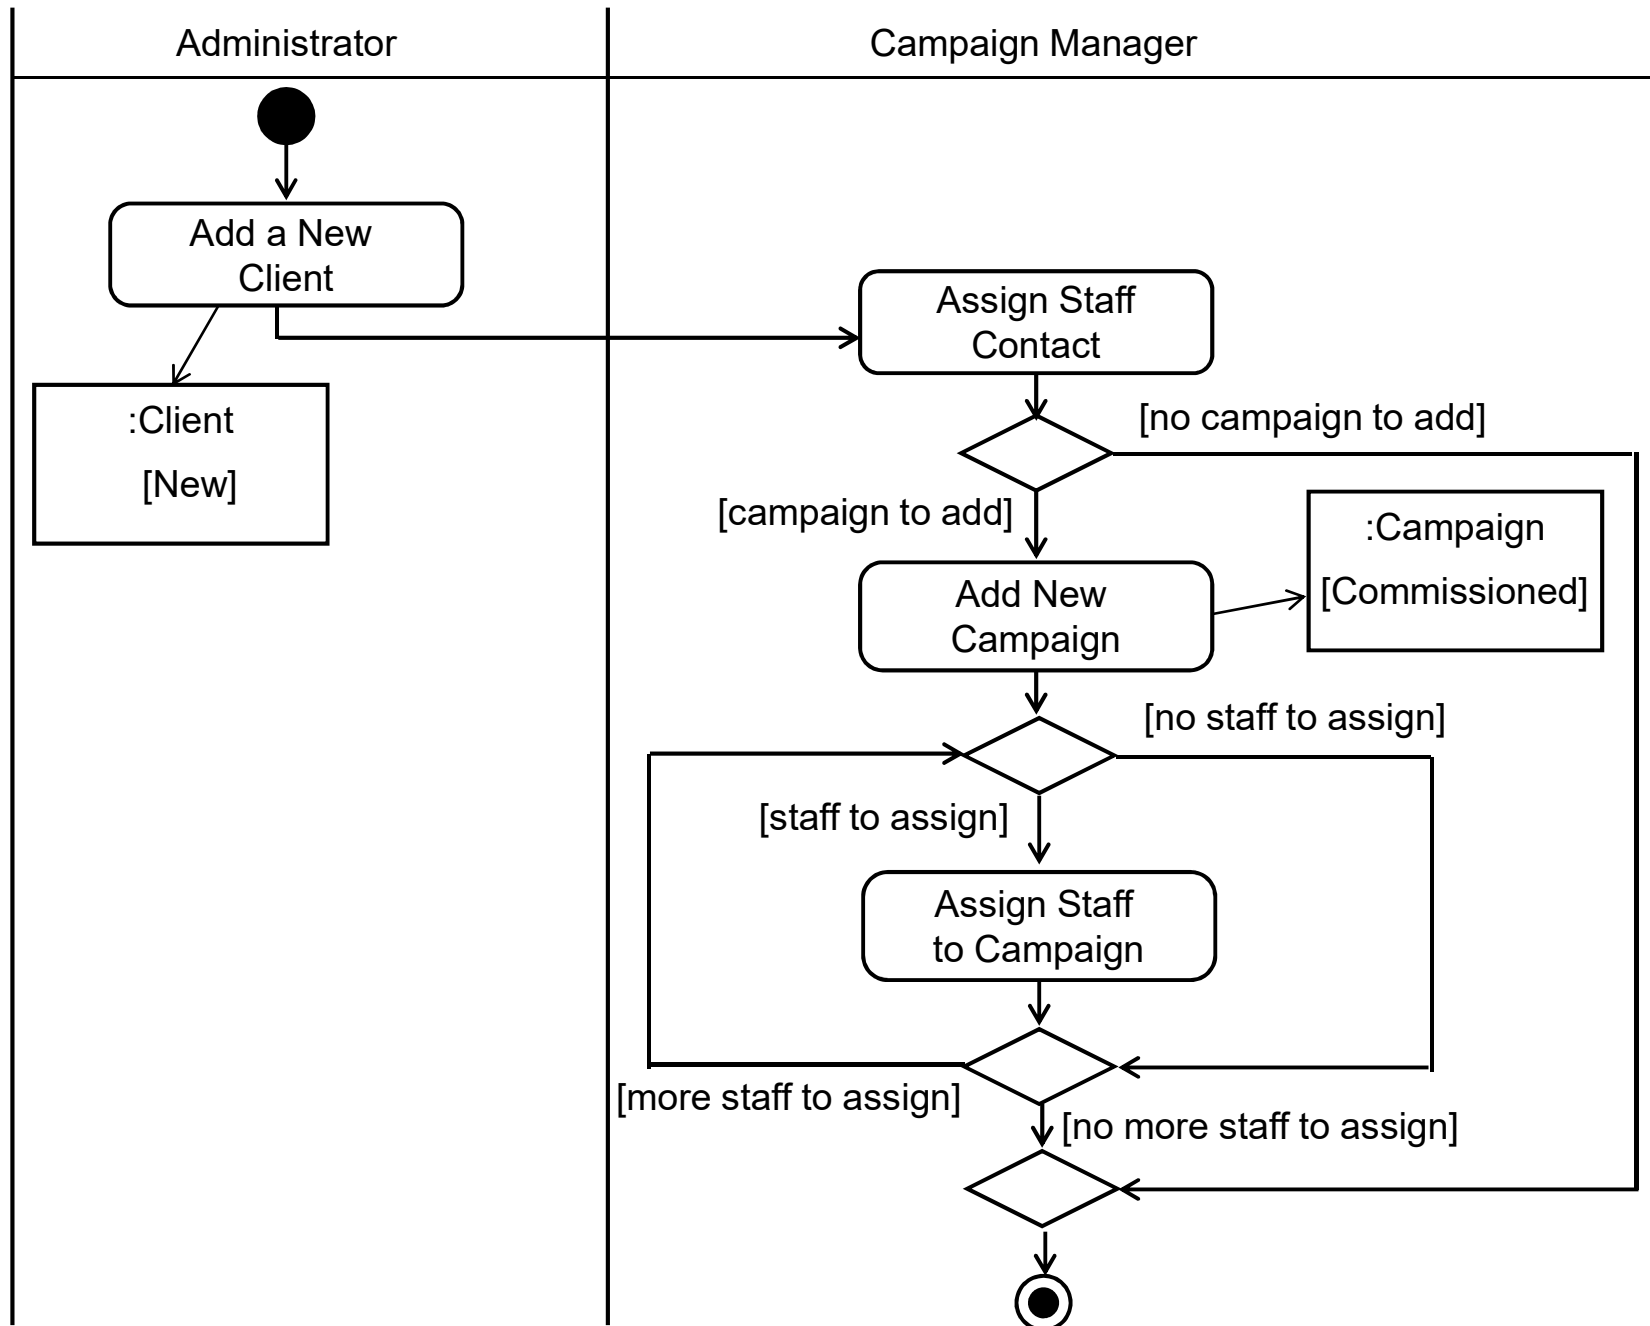 Administrator
Campaign Manager
Add a New
Client
Assign Staff
Contact
:Client
[New]
[no campaign to add]
[campaign to add]
:Campaign
[Commissioned]
Add New
Campaign
[no staff to assign]
[staff to assign]
Assign Staff
to Campaign
[more staff to assign]
[no more staff to assign]